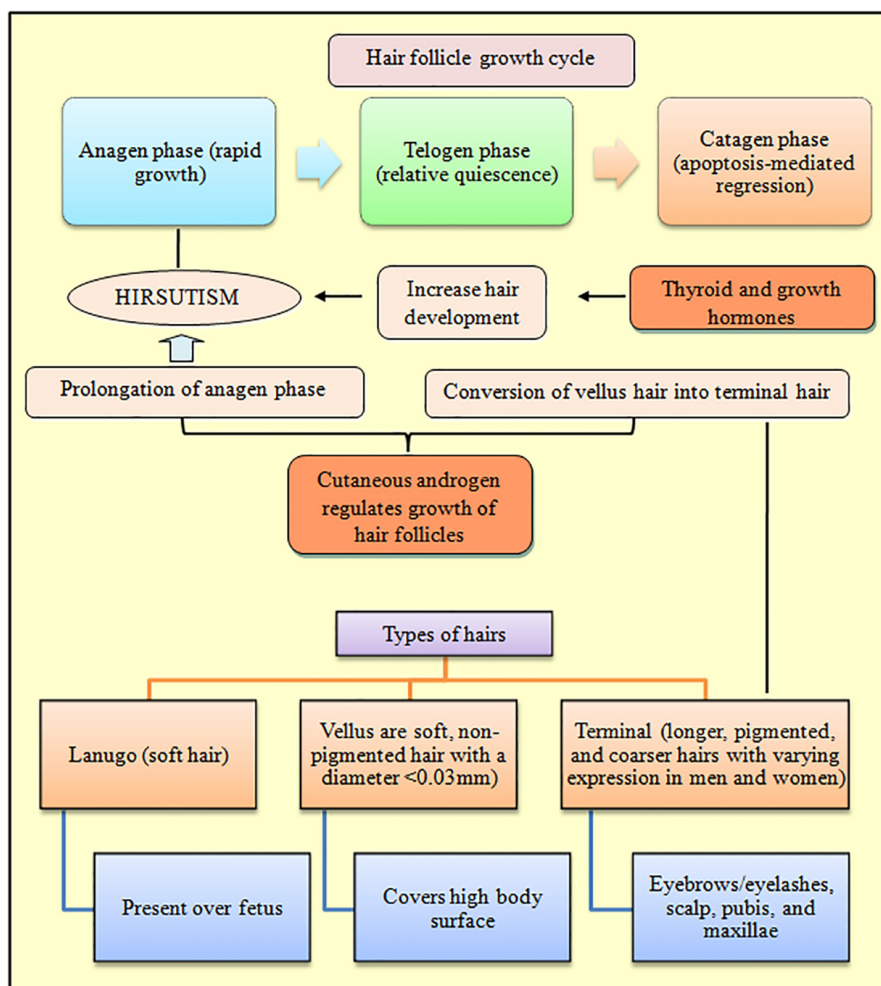 Hair follicle growth cycle
Anagen phase (rapid
growth)
Telogen phase
(relative quiescence)
Catagen phase
(apoptosis-mediated
regression)
HIRSUTISM
Increase hair
development
Thyroid and growth
hormones
Prolongation of anagen phase
Conversion of vellus hair into terminal hair
Cutaneous androgen
regulates growth of
hair follicles
Types of hairs
Lanugo (soft hair)
Vellus are soft, non-
pigmented hair with a
diameter <0.03mm)
Terminal (longer, pigmented,
and coarser hairs with varying
expression in men and women)
Present over fetus
Covers high body
surface
Eyebrows/eyelashes,
scalp, pubis, and
maxillae